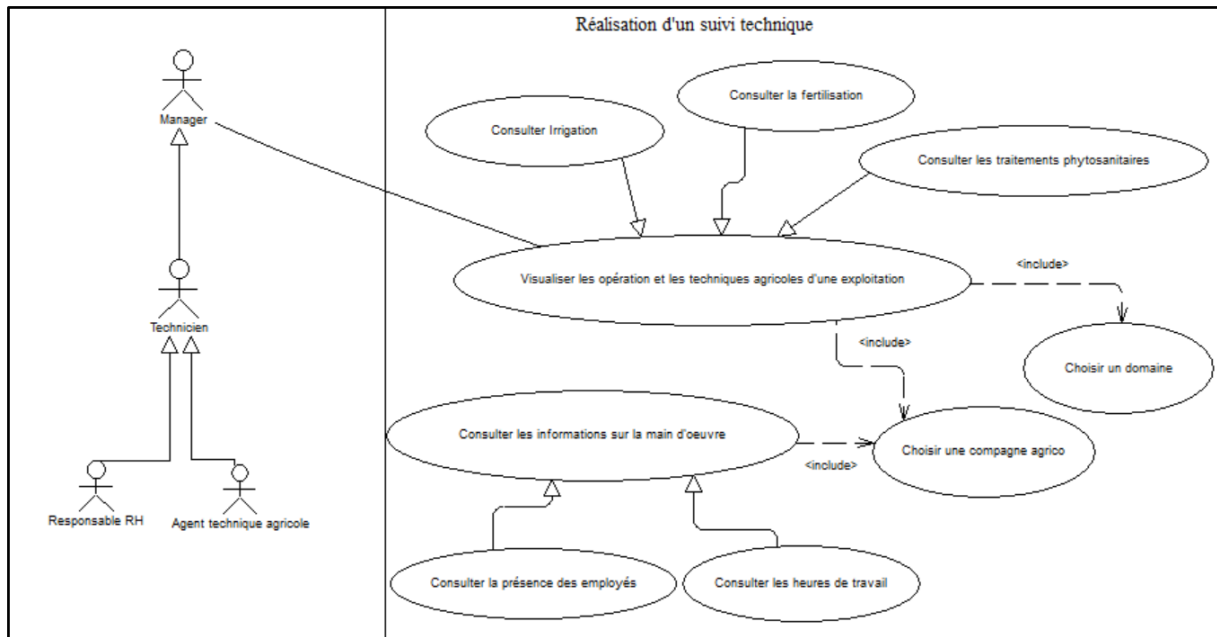 Réalisation d'un suivi technique
Manager
Technicien
Responsable RH
Agent technique agricole
Consulter Irrigation
Consulter la fertilisation
Consulter les traitements phytosanitaires
Visualiser les opération et les techniques agricoles d'une exploitation
<include>
<include>
Choisir un domaine
Consulter les informations sur la main d'oeuvre
<include>
Choisir une compagne agrico
Consulter la présence des employés
Consulter les heures de travail